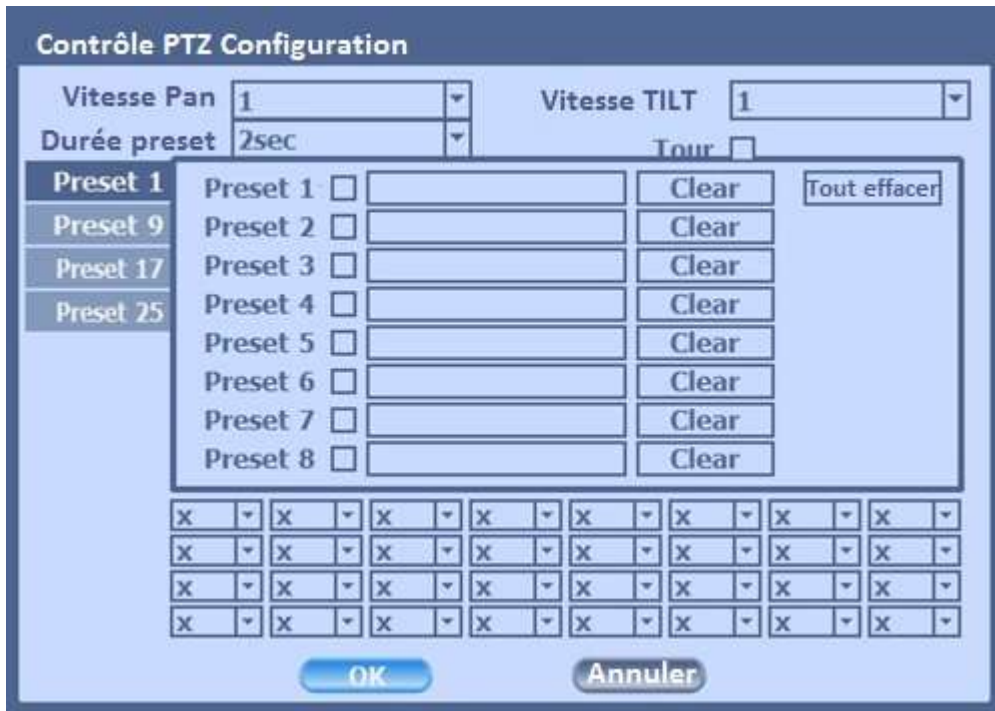 Contrôle PTZ Configuration
Vitesse Pan 1 Vitesse TILT 1
Durée preset 2sec Tour
Preset 1 Preset 1 Clear Tout effacer
Preset 9 Preset 2 Clear
Preset 17 Preset 3 Clear
Preset 25 Preset 4 Clear
Preset 5 Clear
Preset 6 Clear
Preset 7 Clear
Preset 8 Clear
x x x x x x x x
x x x x x x x x
x x x x x x x x
x x x x x x x x
OK Annuler